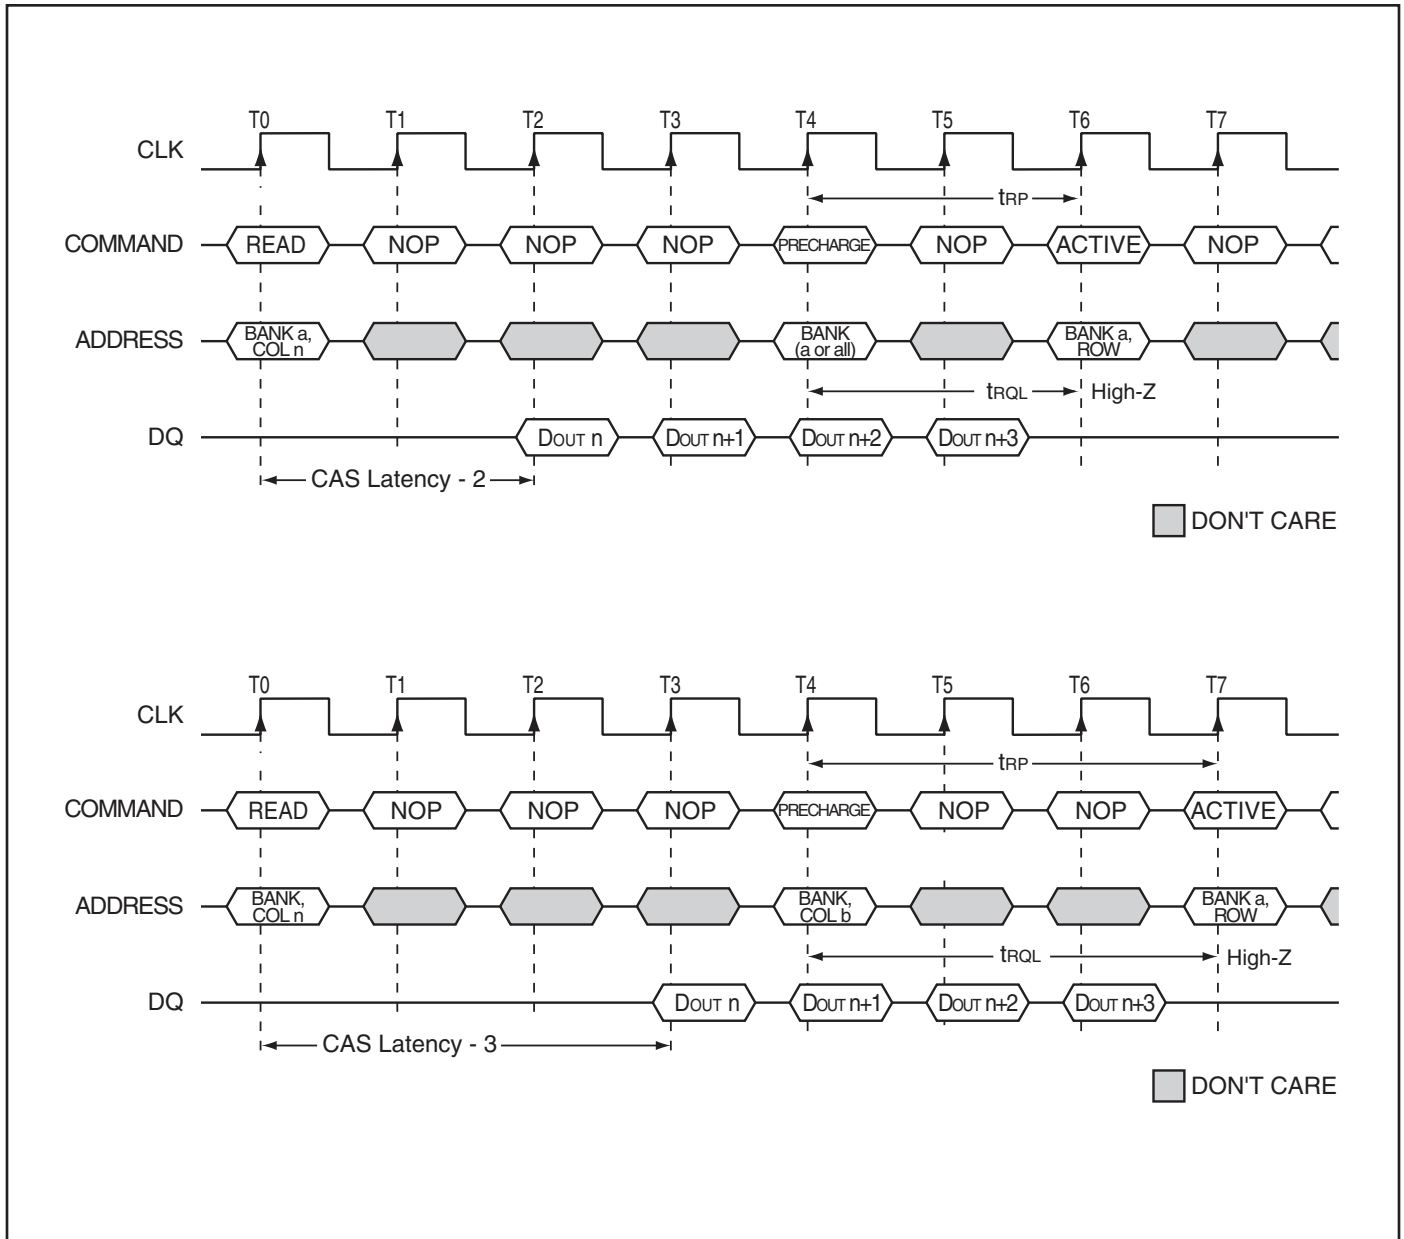 T0 T1 T2 T3 T4 T5 T6 T7
CLK
tRP
COMMAND READ NOP NOP NOP PRECHARGE NOP ACTIVE NOP
ADDRESS BANK a, COL n BANK (a or all) BANK a, ROW
tRQL High-Z
DQ DOUT n DOUT n+1 DOUT n+2 DOUT n+3
CAS Latency - 2
DON'T CARE
T0 T1 T2 T3 T4 T5 T6 T7
CLK
tRP
COMMAND READ NOP NOP NOP PRECHARGE NOP NOP ACTIVE
ADDRESS BANK, COL n BANK, COL b BANK a, ROW
tRQL High-Z
DQ DOUT n DOUT n+1 DOUT n+2 DOUT n+3
CAS Latency - 3
DON'T CARE